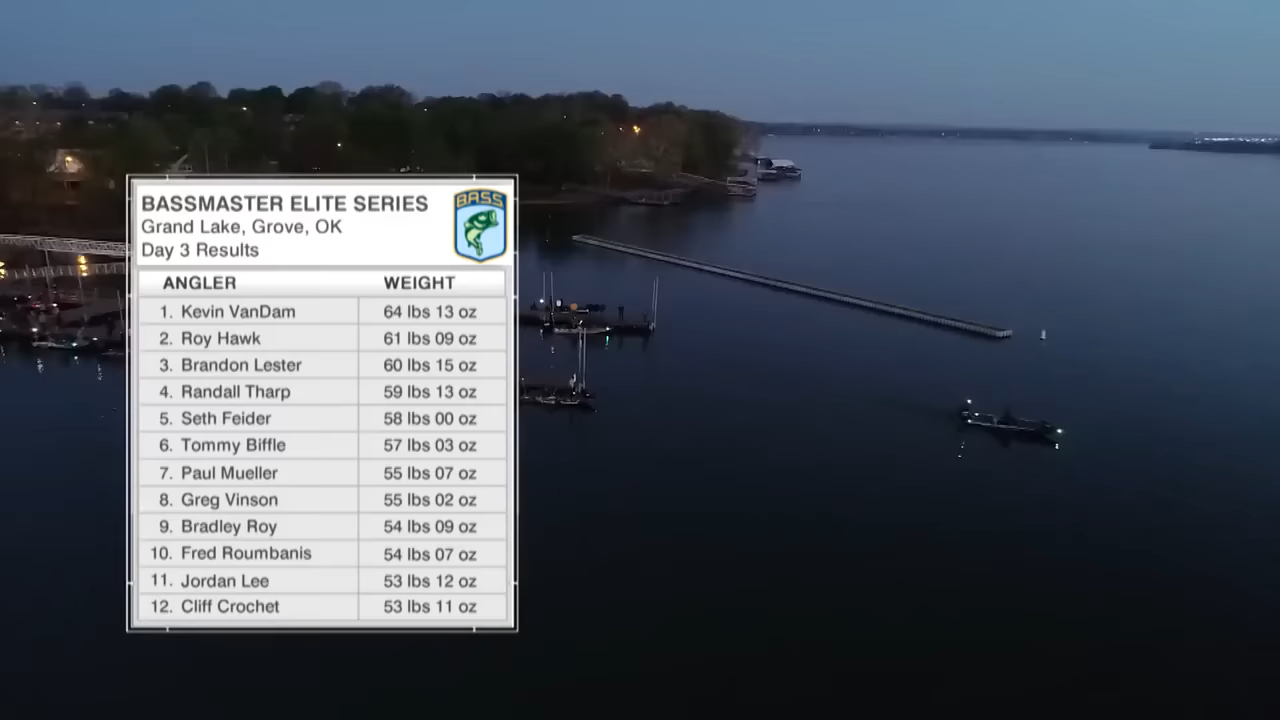 BASSMASTER ELITE SERIES
Grand Lake, Grove, OK
Day 3 Results
BASS
ANGLER WEIGHT
1. Kevin VanDam 64 lbs 13 oz
2. Roy Hawk 61 lbs 09 oz
3. Brandon Lester 60 lbs 15 oz
4. Randall Tharp 59 lbs 13 oz
5. Seth Feider 58 lbs 00 oz
6. Tommy Biffle 57 lbs 03 oz
7. Paul Mueller 55 lbs 07 oz
8. Greg Vinson 55 lbs 02 oz
9. Bradley Roy 54 lbs 09 oz
10. Fred Roumbanis 54 lbs 07 oz
11. Jordan Lee 53 lbs 12 oz
12. Cliff Crochet 53 lbs 11 oz